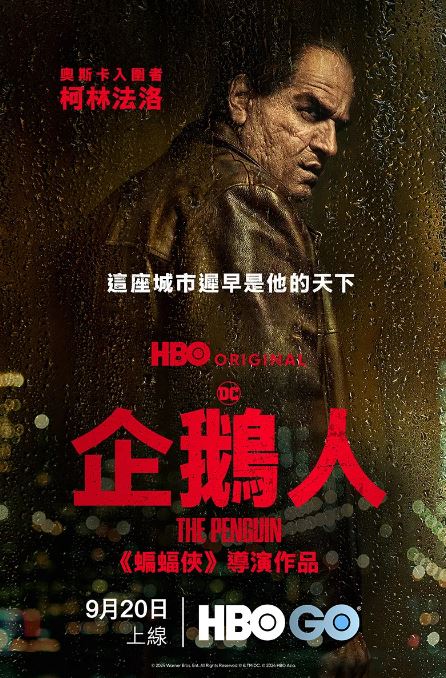 奧斯卡入圍者
柯林法洛
這座城市遲早是他的天下
HBO ORIGINAL
DC
企鵝人
THE PENGUIN
《蝙蝠俠》導演作品
9月20日
上線
HBO GO